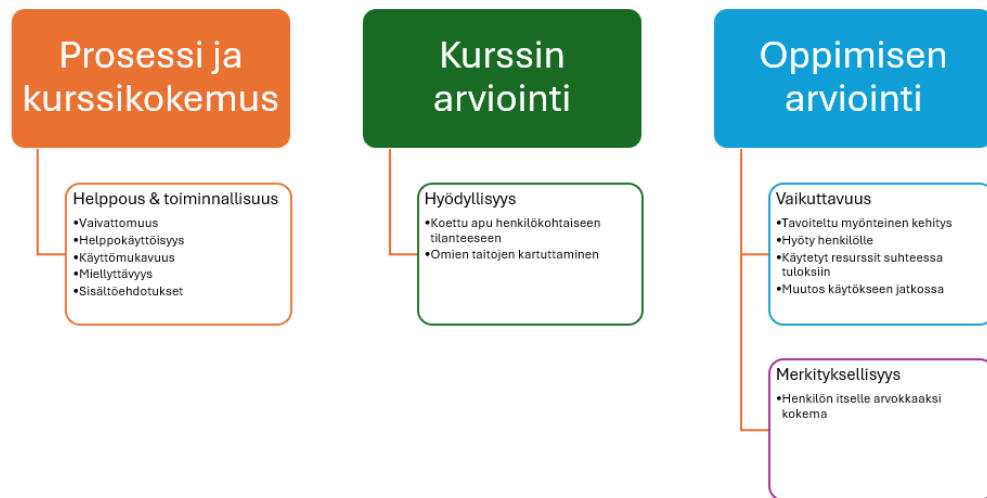 Prosessi ja
kurssikokemus
Helppous & toiminnallisuus
•Vaivattomuus
•Helppokäyttöisyys
•Käyttömukavuus
•Miellyttävyys
•Sisältöehdotukset
Kurssin
arviointi
Hyödyllisyys
•Koettu apu henkilökohtaiseen
tilanteeseen
•Omien taitojen kartuttaminen
Oppimisen
arviointi
Vaikuttavuus
•Tavoiteltu myönteinen kehitys
•Hyöty henkilölle
•Käytetyt resurssit suhteessa
tuloksiin
•Muutos käytökseen jatkossa
Merkityksellisyys
•Henkilön itselle arvokkaaksi
kokema